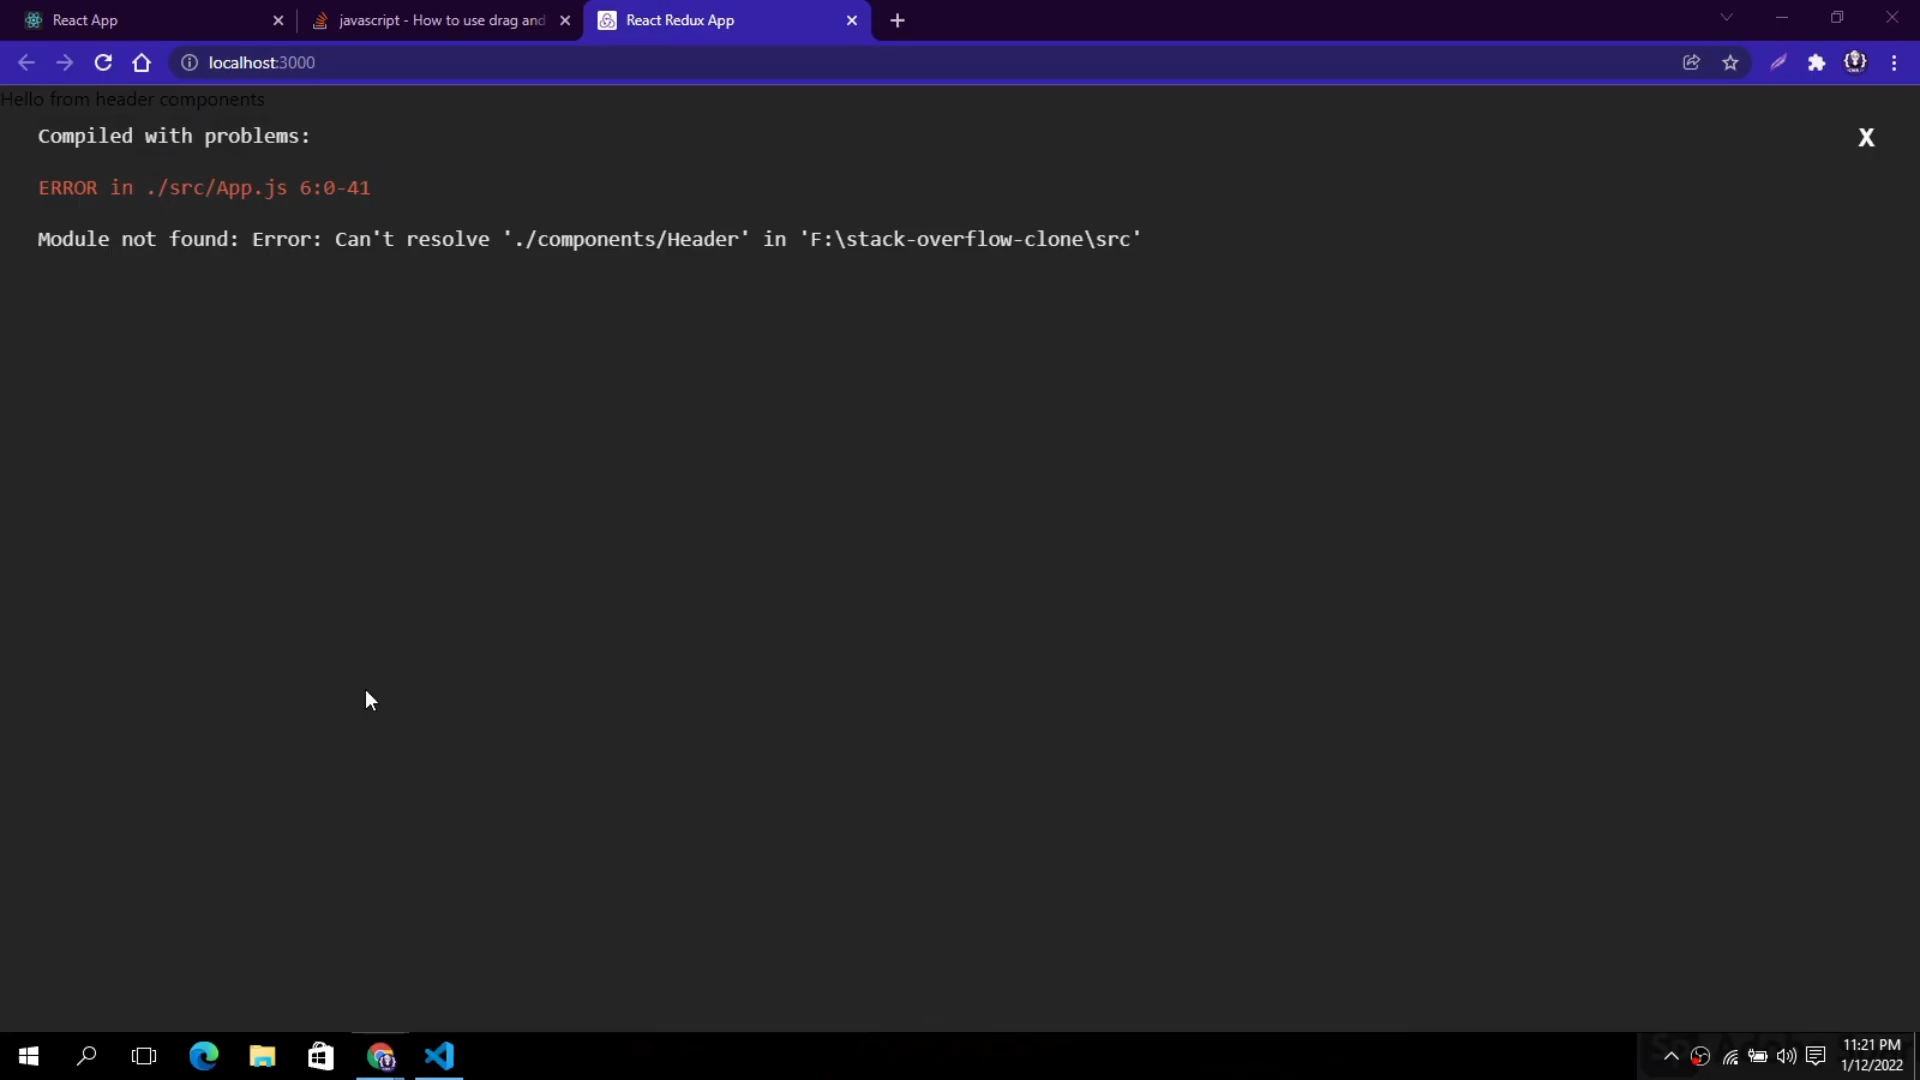 React App
javascript - How to use drag and
React Redux App
localhost:3000
Hello from header components
Compiled with problems:
X
ERROR in ./src/App.js 6:0-41
Module not found: Error: Can't resolve './components/Header' in 'F:\stack-overflow-clone\src'
11:21 PM
1/12/2022